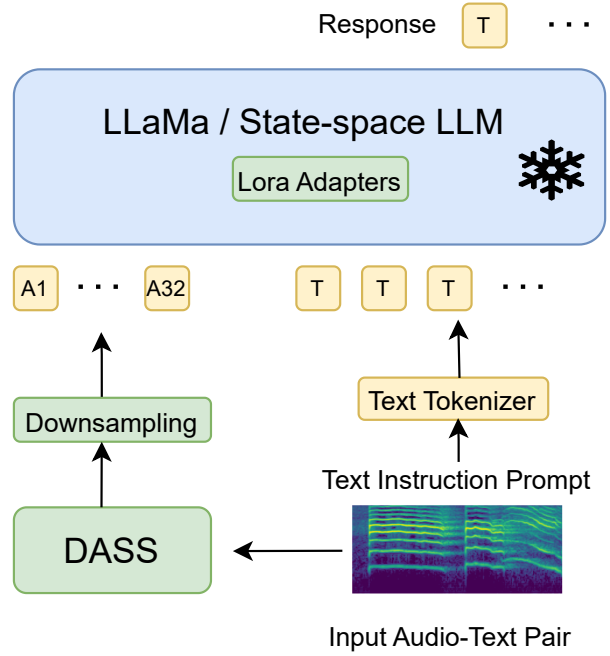 Response T ...
LLaMa / State-space LLM
Lora Adapters
A1 ... A32 T T T ...
Downsampling
Text Tokenizer
Text Instruction Prompt
DASS
Input Audio-Text Pair